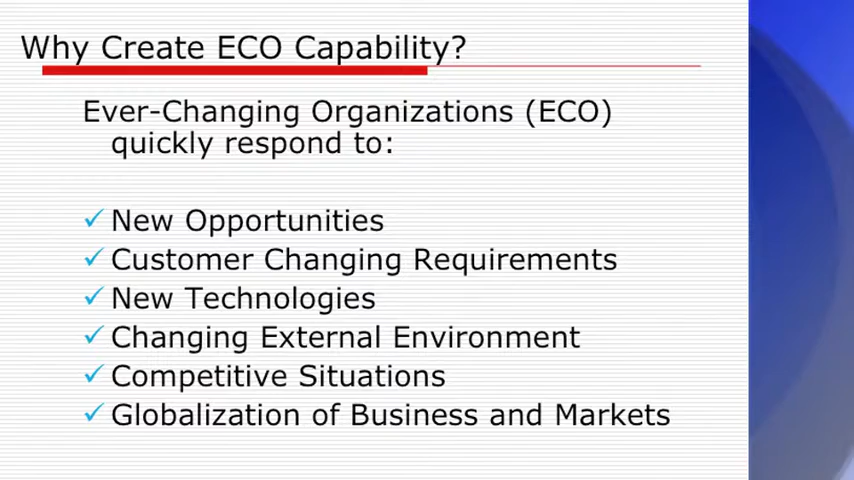 Why Create ECO Capability?
Ever-Changing Organizations (ECO)
quickly respond to:
✓ New Opportunities
✓ Customer Changing Requirements
✓ New Technologies
✓ Changing External Environment
✓ Competitive Situations
✓ Globalization of Business and Markets